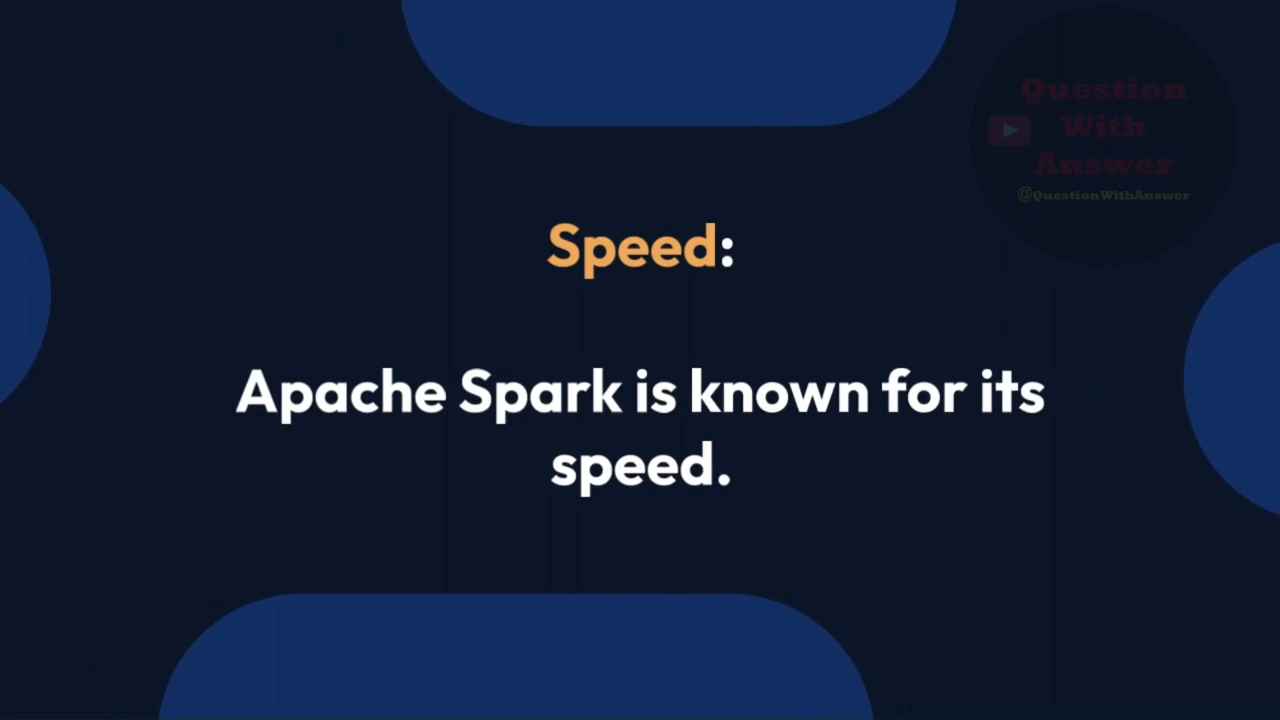 Question
With
Answer
@QuestionWithAnswer
Speed:
Apache Spark is known for its
speed.